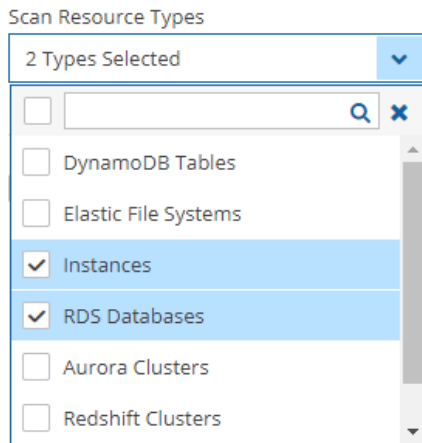 Scan Resource Types
2 Types Selected
DynamoDB Tables
Elastic File Systems
Instances
RDS Databases
Aurora Clusters
Redshift Clusters